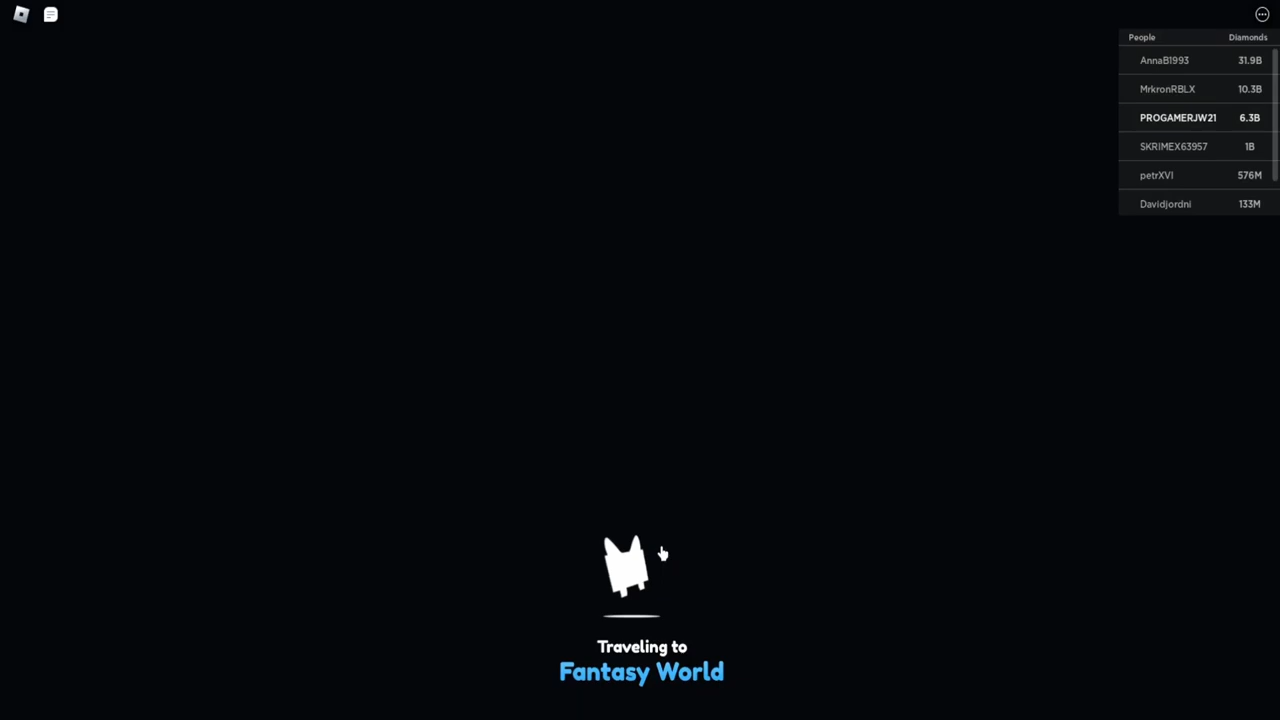 People Diamonds
AnnaB1993 31.9B
MrkronRBLX 10.3B
PROGAMERJW21 6.3B
SKRIMEX63957 1B
petrXVI 576M
Davidjordni 133M
Traveling to
Fantasy World